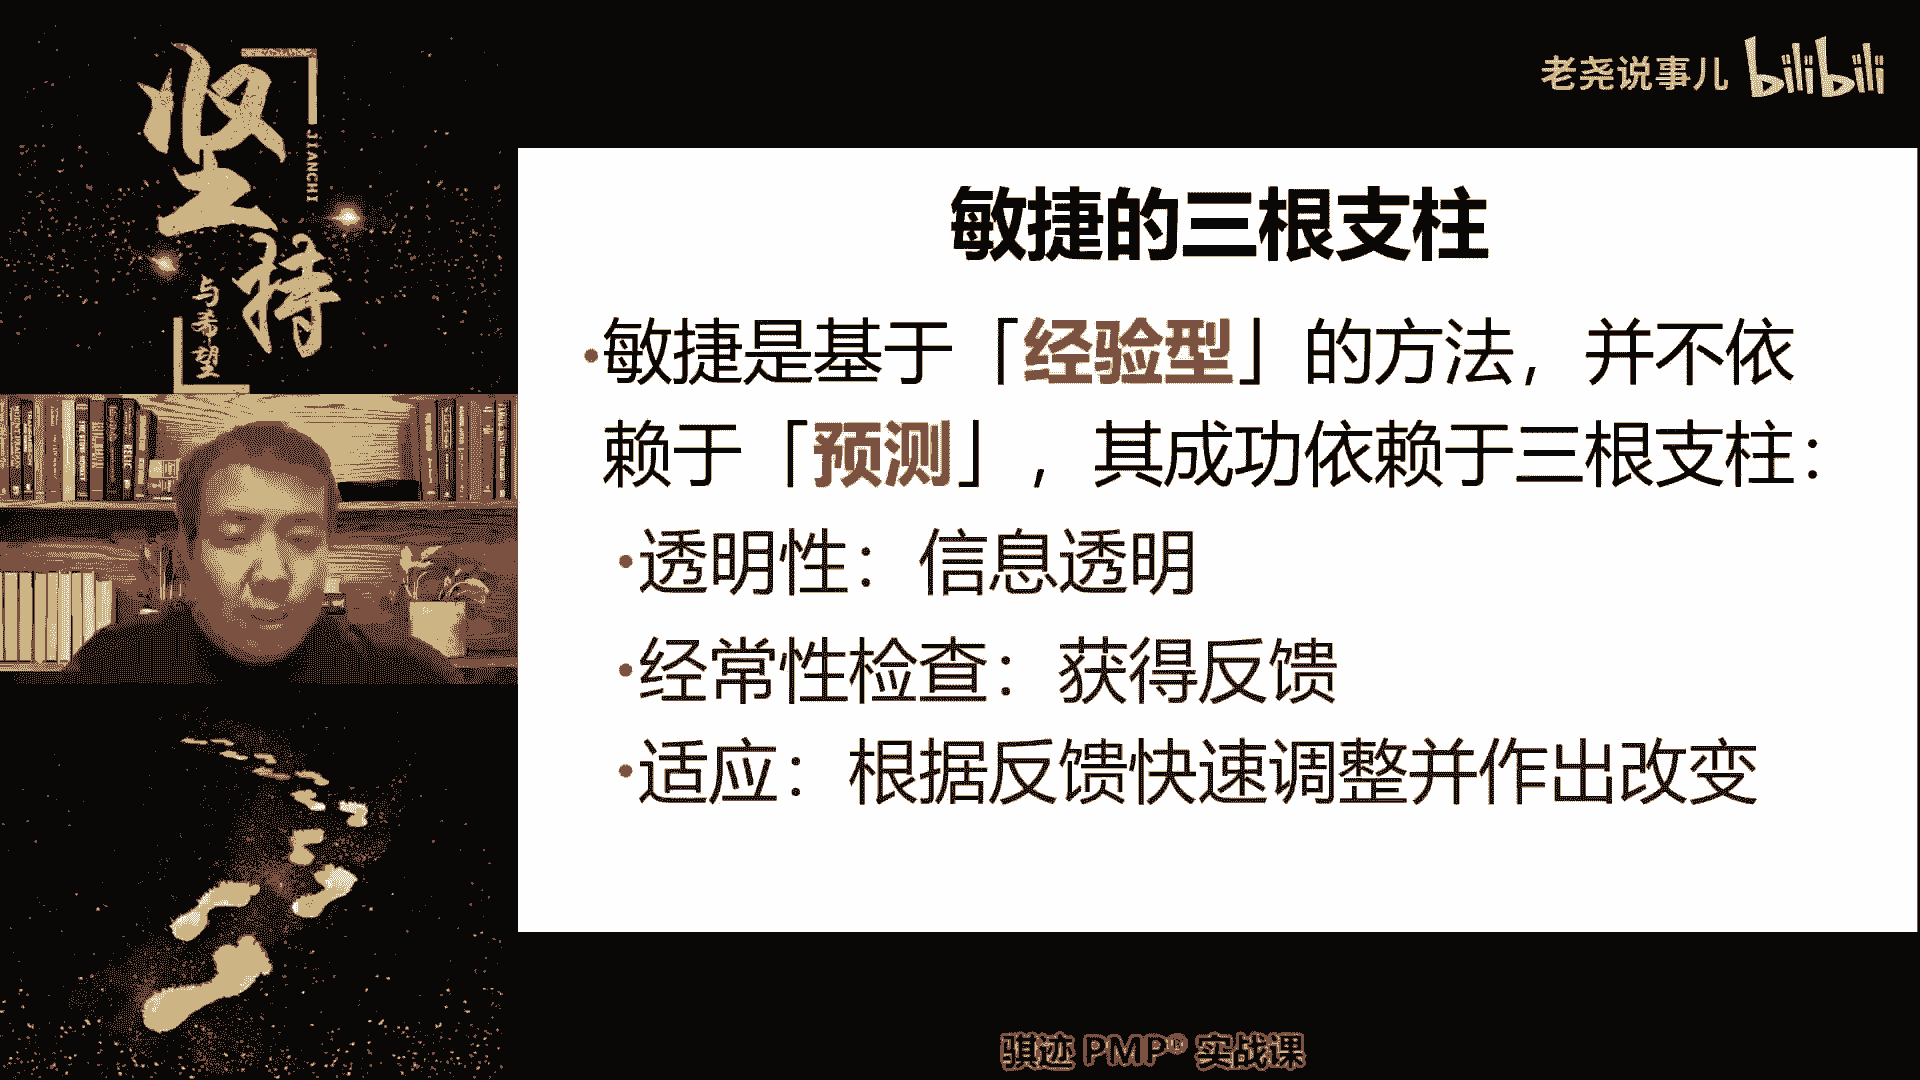 坚持
JIANCHI
与希望
老尧说事儿 bilibili
敏捷的三根支柱
•敏捷是基于「经验型」的方法，并不依
赖于「预测」，其成功依赖于三根支柱：
•透明性：信息透明
•经常性检查：获得反馈
•适应：根据反馈快速调整并作出改变
骐迹 PMP® 实战课